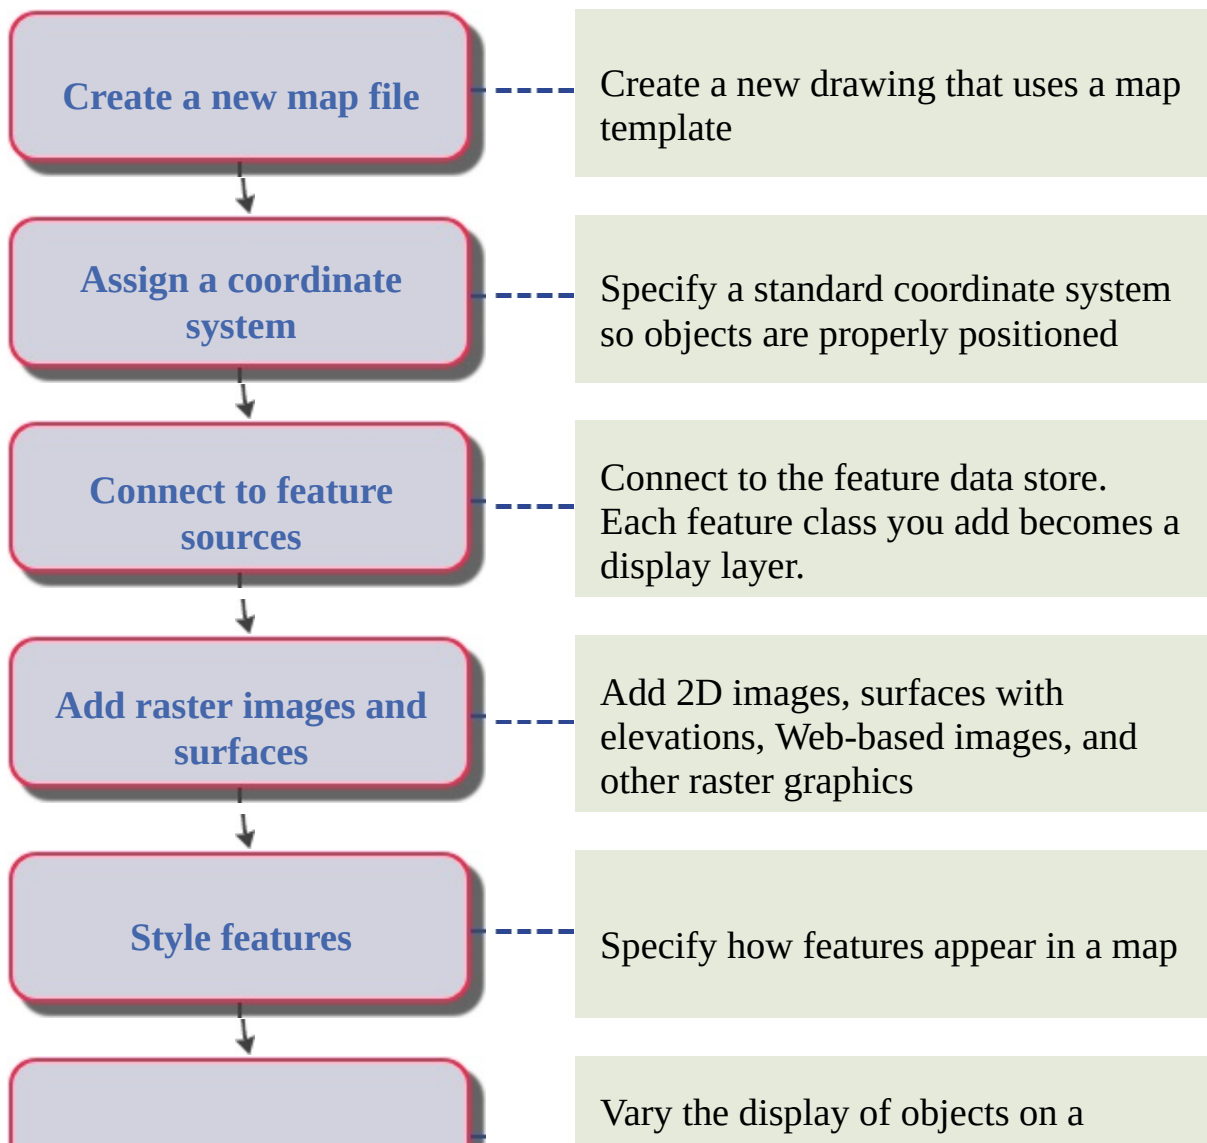 Create a new map file
Create a new drawing that uses a map
template
Assign a coordinate
system
Specify a standard coordinate system
so objects are properly positioned
Connect to feature
sources
Connect to the feature data store.
Each feature class you add becomes a
display layer.
Add raster images and
surfaces
Add 2D images, surfaces with
elevations, Web-based images, and
other raster graphics
Style features
Specify how features appear in a map
Vary the display of objects on a